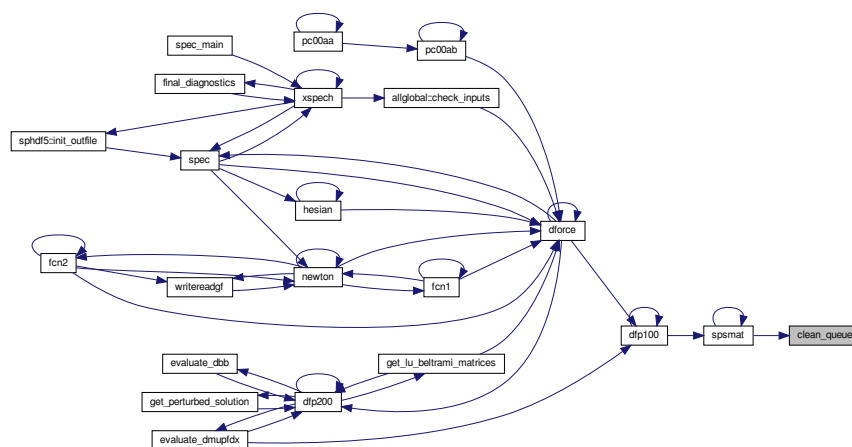 spec_main
pc00aa
pc00ab
final_diagnostics
xspech
allglobal::check_inputs
sphdf5::init_outfile
spec
hesian
dforce
fcn2
newton
writereadgf
fcn1
dfp100
spsmat
clean_queue
evaluate_dbb
get_lu_beltrami_matrices
get_perturbed_solution
dfp200
evaluate_dmupfdx